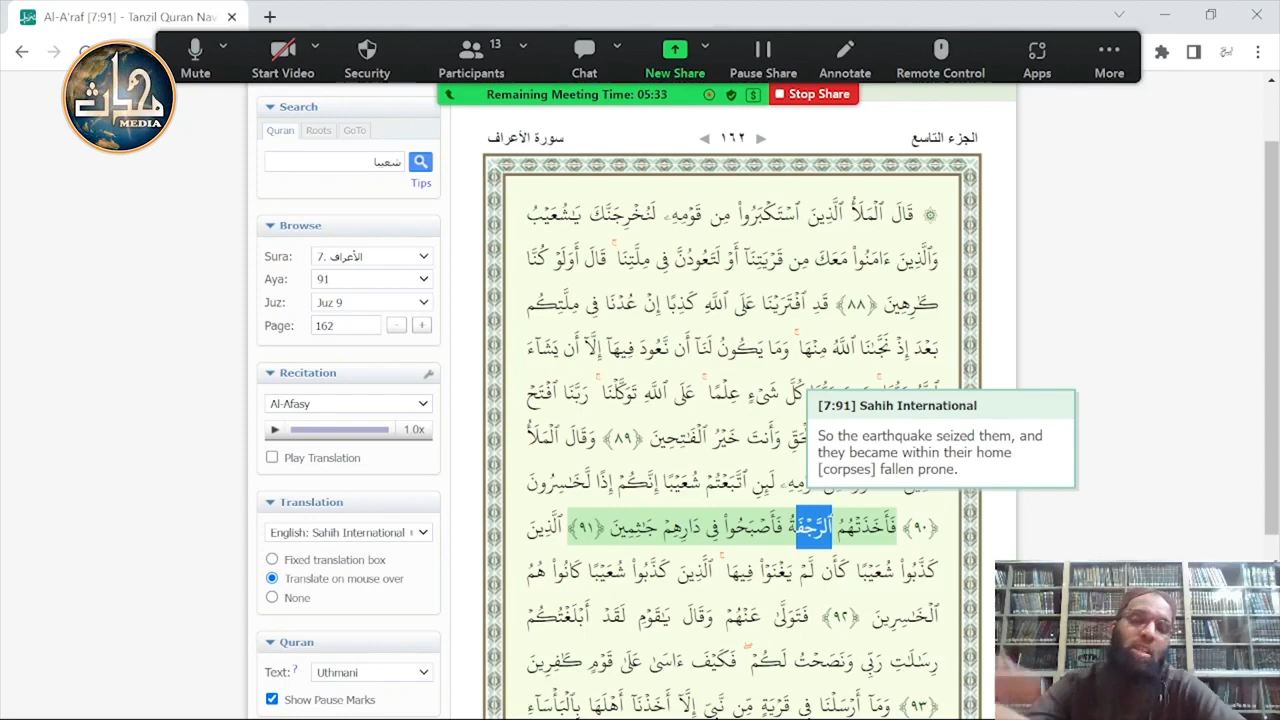 Al-A'raf [7:91] - Tanzil Quran Nav
Mute
Start Video
Security
Participants
13
Chat
New Share
Pause Share
Annotate
Remote Control
Apps
More
Remaining Meeting Time: 05:33
Stop Share
MEDIA
Search
Quran
Roots
GoTo
شعيبا
Tips
Browse
Sura: 7. الأعراف
Aya: 91
Juz: Juz 9
Page: 162
- +
Recitation
Al-Afasy
1.0x
Play Translation
Translation
English: Sahih International
Fixed translation box
Translate on mouse over
None
Quran
Text:? Uthmani
Show Pause Marks
الجزء التاسع
١٦٢
سورة الأعراف
۞ قَالَ ٱلْمَلَأُ ٱلَّذِينَ ٱسْتَكْبَرُوا۟ مِن قَوْمِهِۦ لَنُخْرِجَنَّكَ يَـٰشُعَيْبُ
وَٱلَّذِينَ ءَامَنُوا۟ مَعَكَ مِن قَرْيَتِنَآ أَوْ لَتَعُودُنَّ فِى مِلَّتِنَا ۚ قَالَ أَوَلَوْ كُنَّا
كَـٰرِهِينَ ﴿٨٨﴾ قَدِ ٱفْتَرَيْنَا عَلَى ٱللَّهِ كَذِبًا إِنْ عُدْنَا فِى مِلَّتِكُم
بَعْدَ إِذْ نَجَّىٰنَا ٱللَّهُ مِنْهَا ۚ وَمَا يَكُونُ لَنَآ أَن نَّعُودَ فِيهَآ إِلَّآ أَن يَشَآءَ
كُلَّ شَىْءٍ عِلْمًا ۚ عَلَى ٱللَّهِ تَوَكَّلْنَا ۚ رَبَّنَا ٱفْتَحْ
وَأَنتَ خَيْرُ ٱلْفَـٰتِحِينَ ﴿٨٩﴾ وَقَالَ ٱلْمَلَأُ
لَئِنِ ٱتَّبَعْتُمْ شُعَيْبًا إِنَّكُمْ إِذًا لَّخَـٰسِرُونَ
﴿٩٠﴾ فَأَخَذَتْهُمُ ٱلرَّجْفَةُ فَأَصْبَحُوا۟ فِى دَارِهِمْ جَـٰثِمِينَ ﴿٩١﴾ ٱلَّذِينَ
كَذَّبُوا۟ شُعَيْبًا كَأَن لَّمْ يَغْنَوْا۟ فِيهَا ۚ ٱلَّذِينَ كَذَّبُوا۟ شُعَيْبًا كَانُوا۟ هُمُ
ٱلْخَـٰسِرِينَ ﴿٩٢﴾ فَتَوَلَّىٰ عَنْهُمْ وَقَالَ يَـٰقَوْمِ لَقَدْ أَبْلَغْتُكُمْ
رِسَـٰلَـٰتِ رَبِّى وَنَصَحْتُ لَكُمْ ۖ فَكَيْفَ ءَاسَىٰ عَلَىٰ قَوْمٍ كَـٰفِرِينَ
﴿٩٣﴾ وَمَآ أَرْسَلْنَا فِى قَرْيَةٍ مِّن نَّبِىٍّ إِلَّآ أَخَذْنَآ أَهْلَهَا بِٱلْبَأْسَآءِ
[7:91] Sahih International
So the earthquake seized them, and
they became within their home
[corpses] fallen prone.